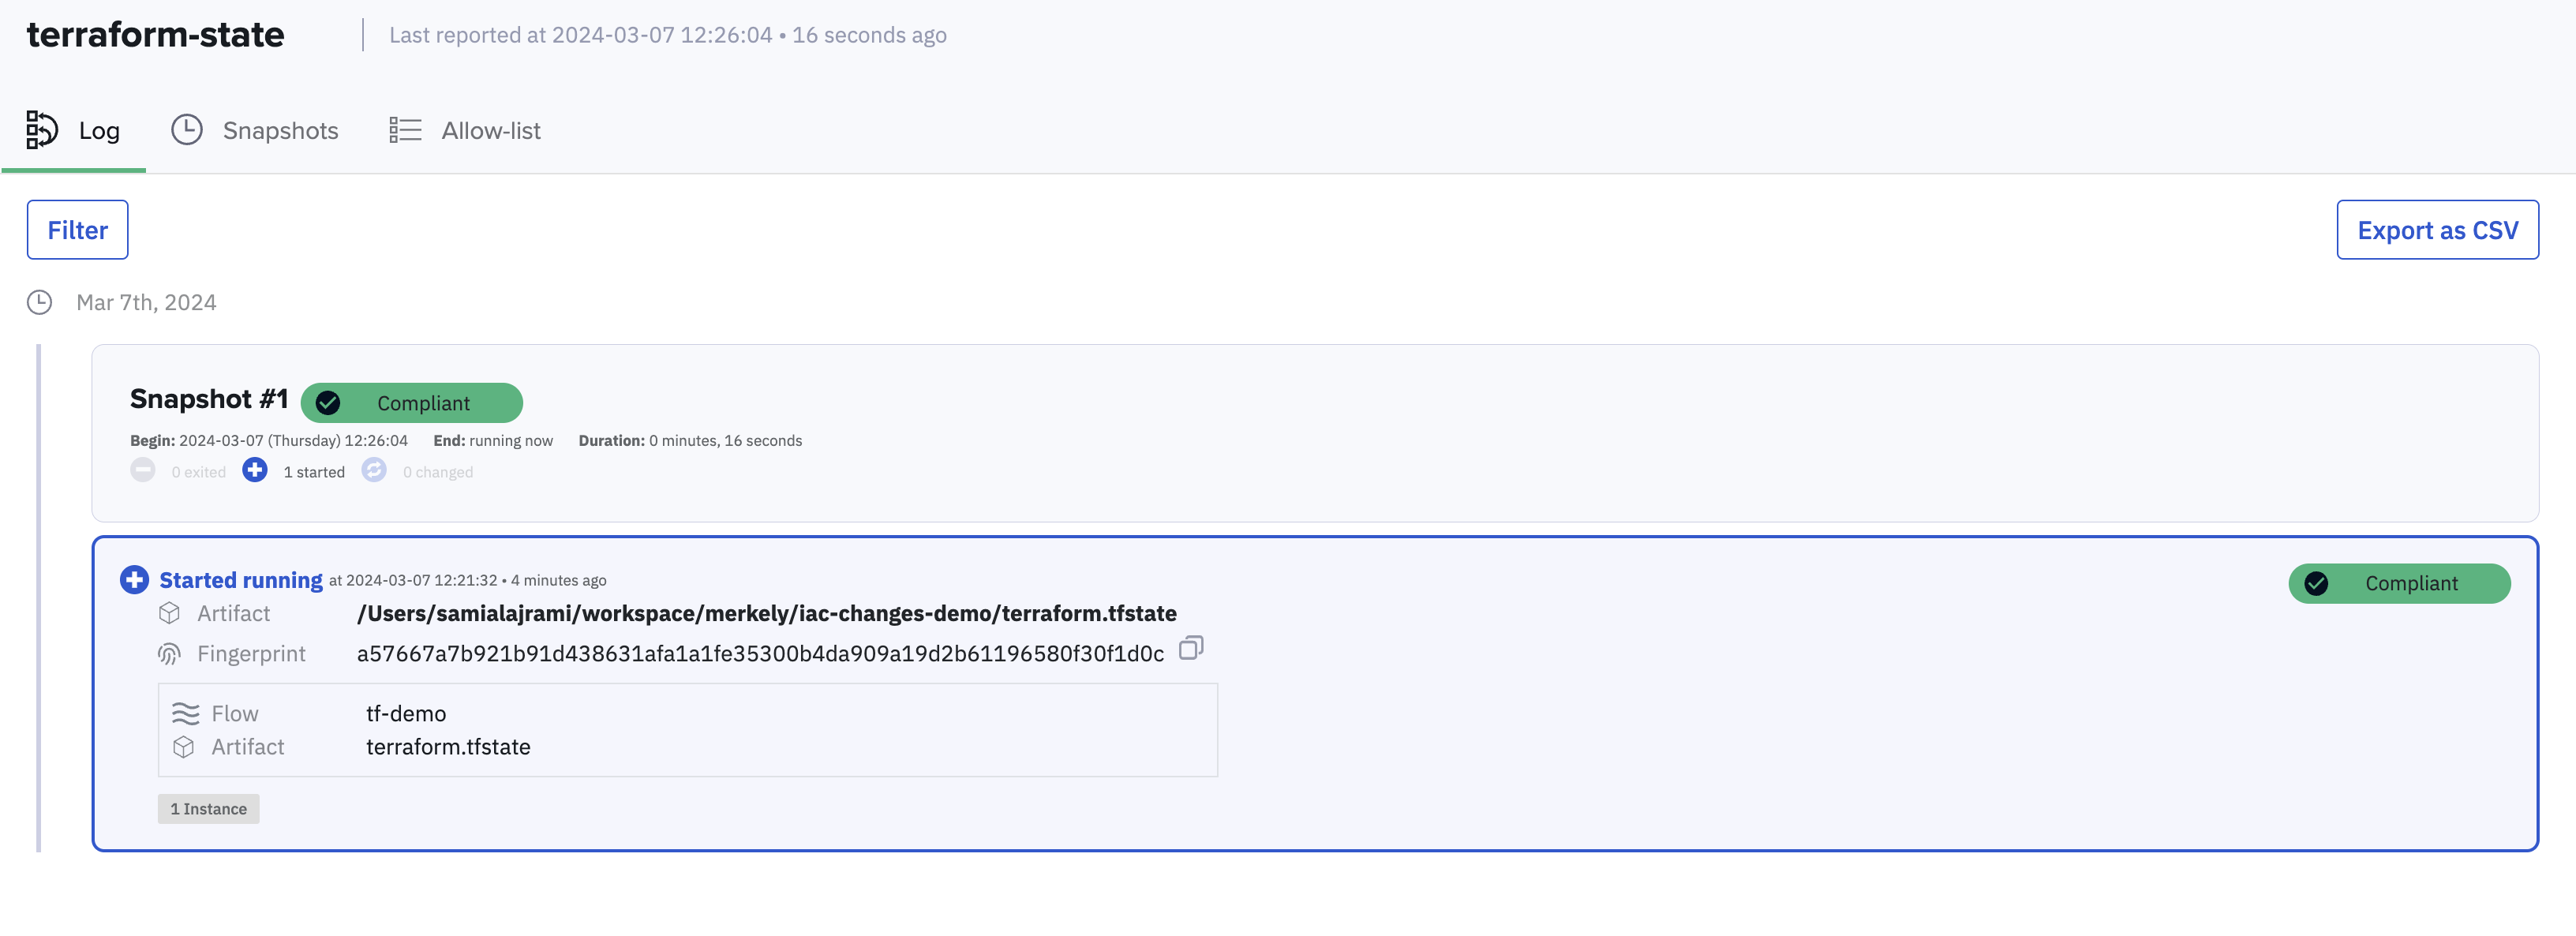 terraform-state
Last reported at 2024-03-07 12:26:04 • 16 seconds ago
Log
Snapshots
Allow-list
Filter
Export as CSV
Mar 7th, 2024
Snapshot #1 Compliant
Begin: 2024-03-07 (Thursday) 12:26:04 End: running now Duration: 0 minutes, 16 seconds
0 exited 1 started 0 changed
Started running at 2024-03-07 12:21:32 • 4 minutes ago
Compliant
Artifact /Users/samialajrami/workspace/merkely/iac-changes-demo/terraform.tfstate
Fingerprint a57667a7b921b91d438631afa1a1fe35300b4da909a19d2b61196580f30f1d0c
Flow tf-demo
Artifact terraform.tfstate
1 Instance